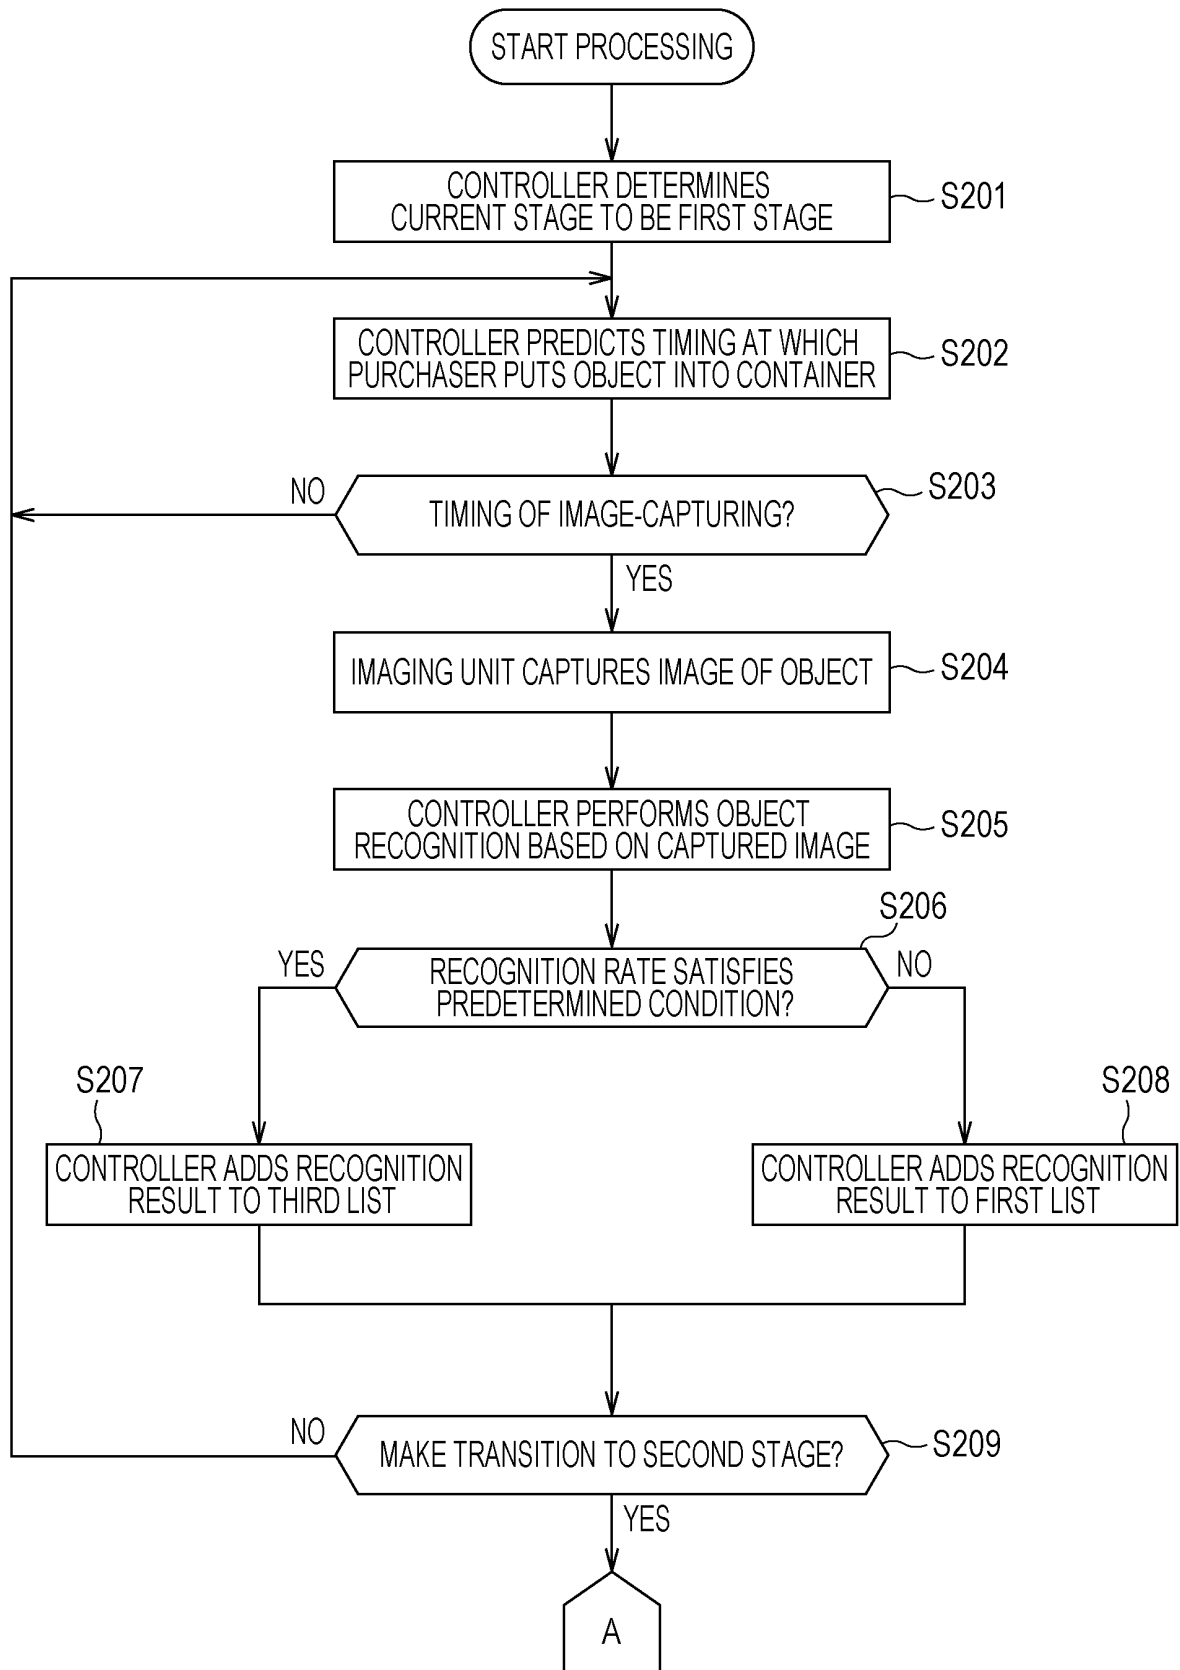 START PROCESSING
CONTROLLER DETERMINES
CURRENT STAGE TO BE FIRST STAGE
S201
CONTROLLER PREDICTS TIMING AT WHICH
PURCHASER PUTS OBJECT INTO CONTAINER
S202
NO
TIMING OF IMAGE-CAPTURING?
S203
YES
IMAGING UNIT CAPTURES IMAGE OF OBJECT
S204
CONTROLLER PERFORMS OBJECT
RECOGNITION BASED ON CAPTURED IMAGE
S205
S206
YES
RECOGNITION RATE SATISFIES
PREDETERMINED CONDITION?
NO
S207
CONTROLLER ADDS RECOGNITION
RESULT TO THIRD LIST
S208
CONTROLLER ADDS RECOGNITION
RESULT TO FIRST LIST
NO
MAKE TRANSITION TO SECOND STAGE?
S209
YES
A